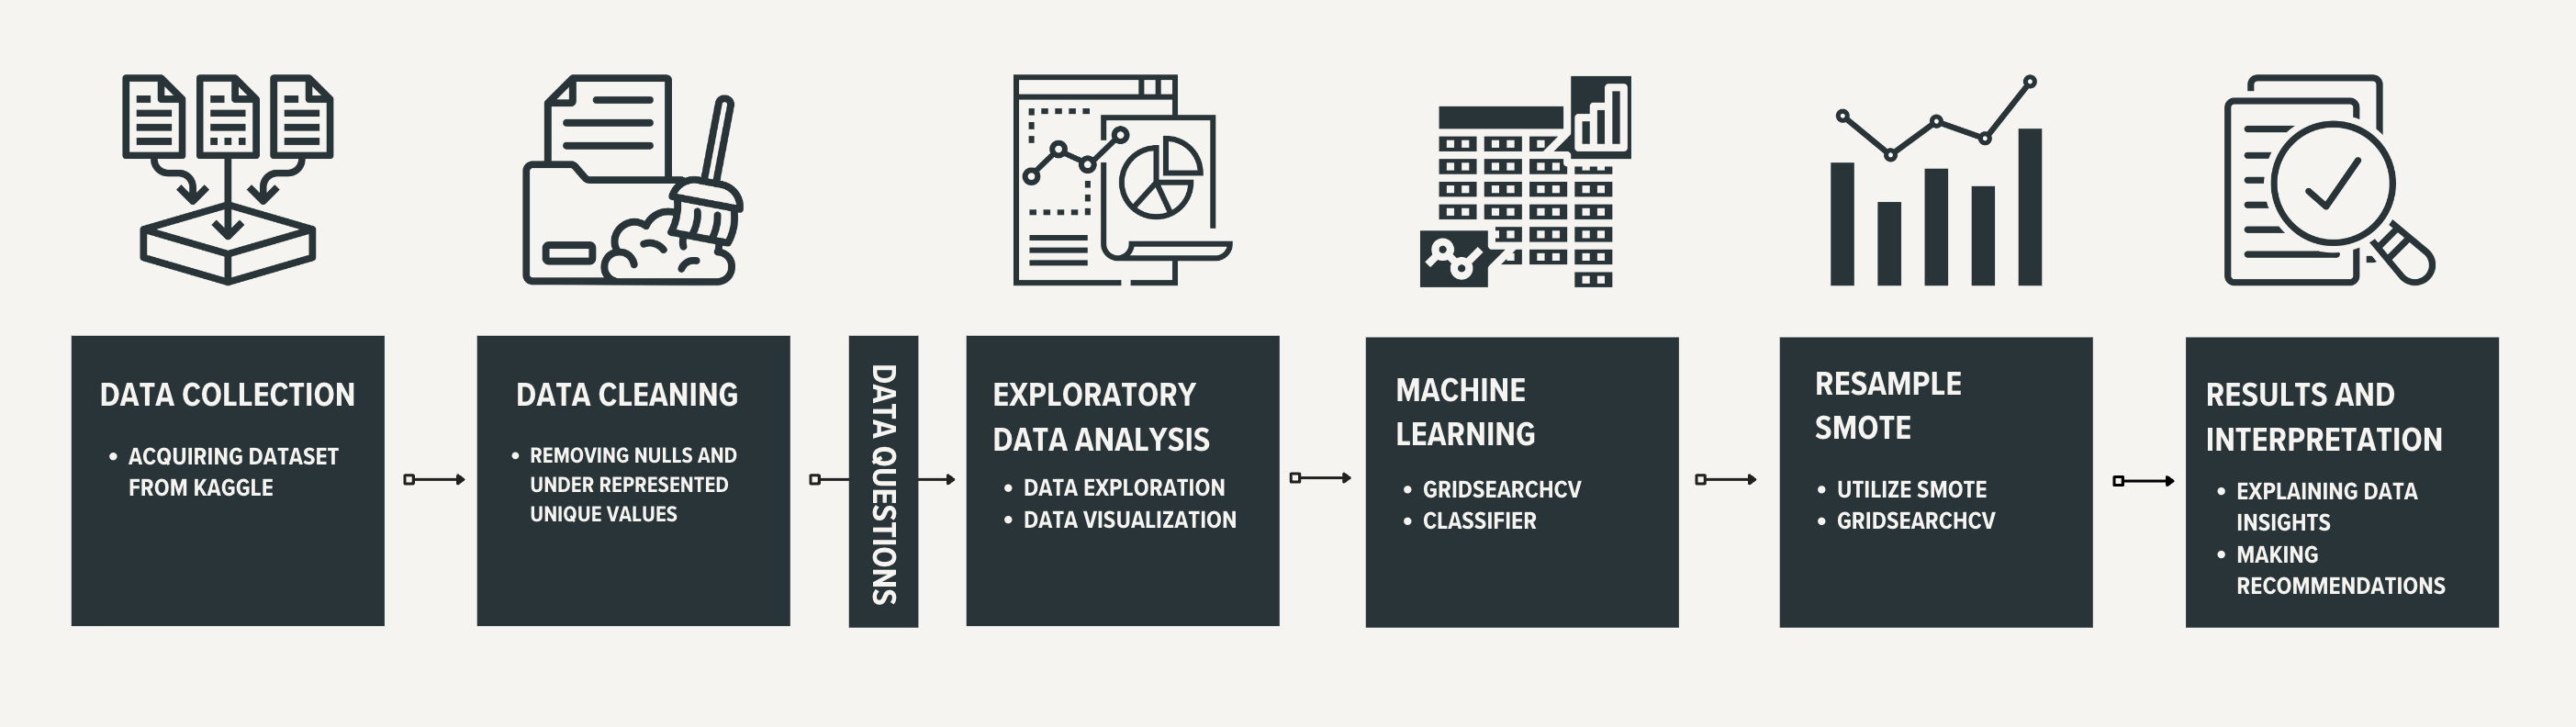 DATA COLLECTION
• ACQUIRING DATASET
FROM KAGGLE
DATA CLEANING
• REMOVING NULLS AND
UNDER REPRESENTED
UNIQUE VALUES
DATA QUESTIONS
EXPLORATORY
DATA ANALYSIS
• DATA EXPLORATION
• DATA VISUALIZATION
MACHINE
LEARNING
• GRIDSEARCHCV
• CLASSIFIER
RESAMPLE
SMOTE
• UTILIZE SMOTE
• GRIDSEARCHCV
RESULTS AND
INTERPRETATION
• EXPLAINING DATA
INSIGHTS
• MAKING
RECOMMENDATIONS